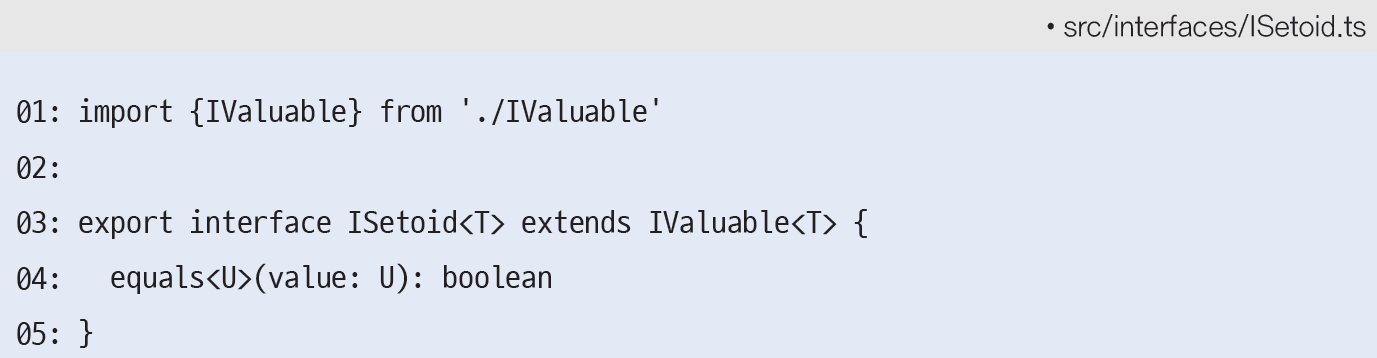 • src/interfaces/ISetoid.ts
01: import {IValuable} from './IValuable'
02:
03: export interface ISetoid<T> extends IValuable<T> {
04:   equals<U>(value: U): boolean
05: }